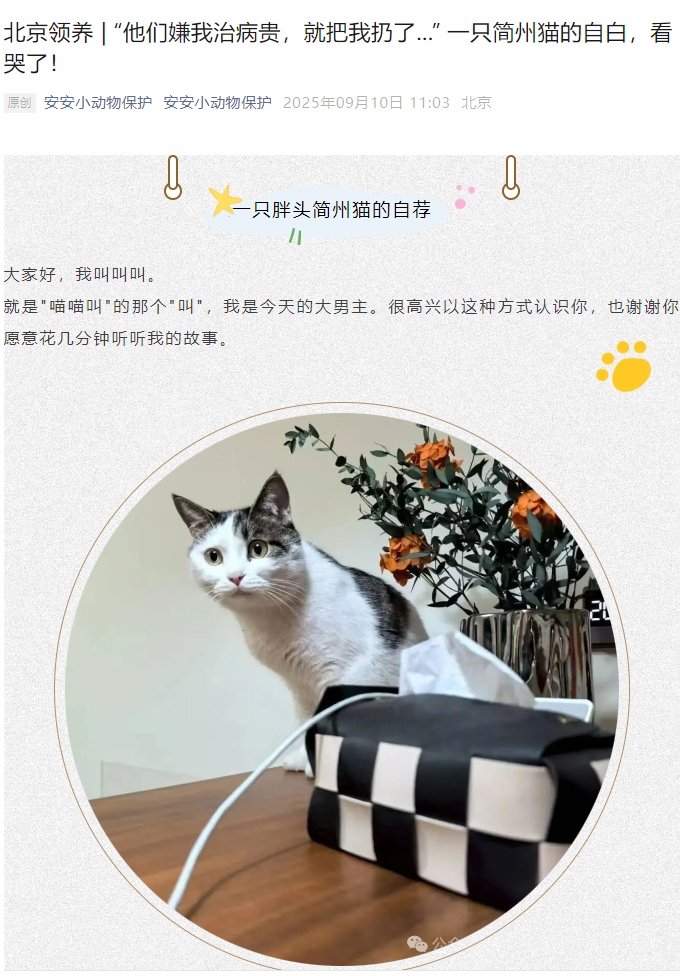 北京领养 | “他们嫌我治病贵，就把我扔了...” 一只简州猫的自白，看
哭了！
原创 安安小动物保护 安安小动物保护 2025年09月10日 11:03 北京
一只胖头简州猫的自荐
大家好，我叫叫叫。
就是"喵喵叫"的那个"叫"，我是今天的大男主。很高兴以这种方式认识你，也谢谢你
愿意花几分钟听听我的故事。
20
公众